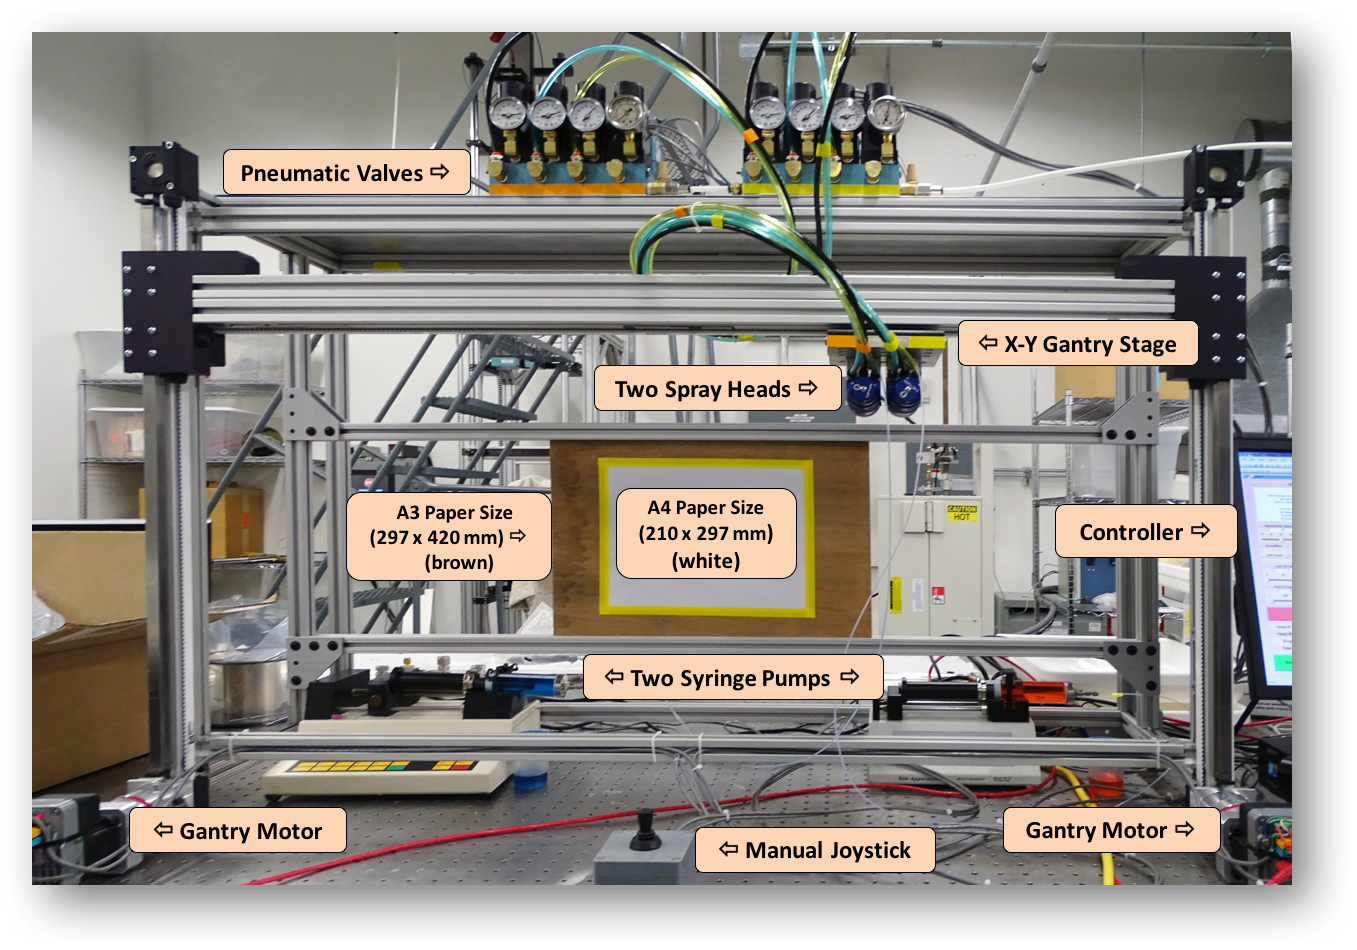 Pneumatic Valves ⇨
⇦ X-Y Gantry Stage
Two Spray Heads ⇨
A3 Paper Size
(297 x 420 mm) ⇨
(brown)
A4 Paper Size
(210 x 297 mm)
(white)
CAUTION
HOT
Controller ⇨
⇦ Two Syringe Pumps ⇨
⇦ Gantry Motor
Gantry Motor ⇨
⇦ Manual Joystick